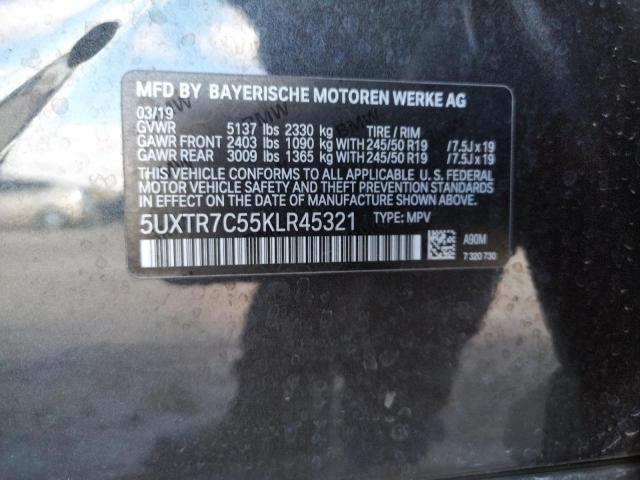 MFD BY BAYERISCHE MOTOREN WERKE AG
03/19
GVWR 5137 lbs 2330 kg TIRE / RIM
GAWR FRONT 2403 lbs 1090 kg WITH 245/50 R19 /7.5J x 19
GAWR REAR 3009 lbs 1365 kg WITH 245/50 R19 /7.5J x 19
THIS VEHICLE CONFORMS TO ALL APPLICABLE U. S. FEDERAL
MOTOR VEHICLE SAFETY AND THEFT PREVENTION STANDARDS
IN EFFECT ON THE DATE OF MANUFACTURE SHOWN ABOVE.
5UXTR7C55KLR45321 TYPE: MPV
A90M
7 320 730